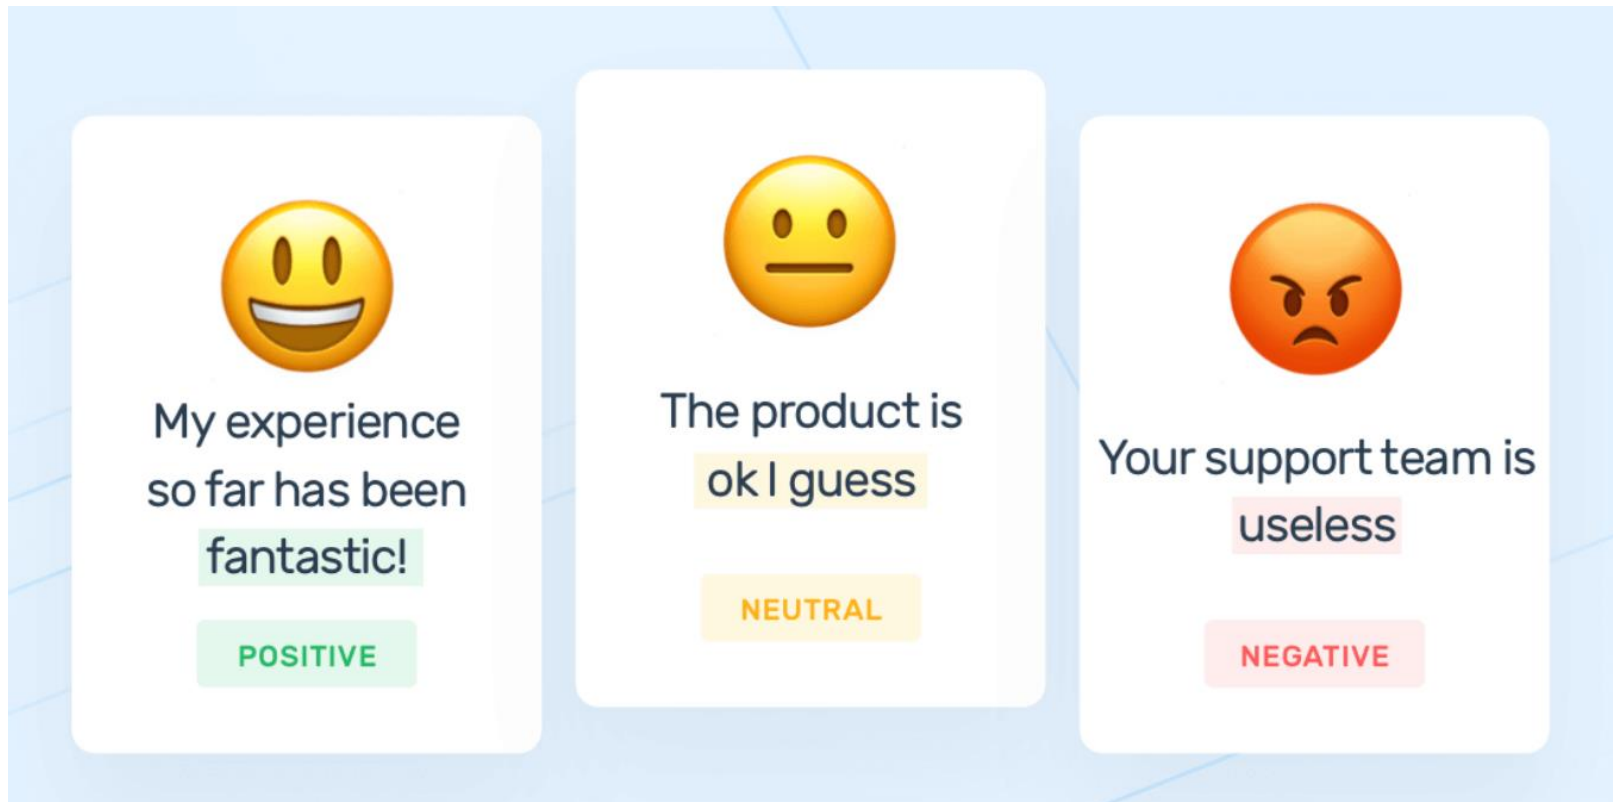 My experience
so far has been
fantastic!
POSITIVE
The product is
ok I guess
NEUTRAL
Your support team is
useless
NEGATIVE